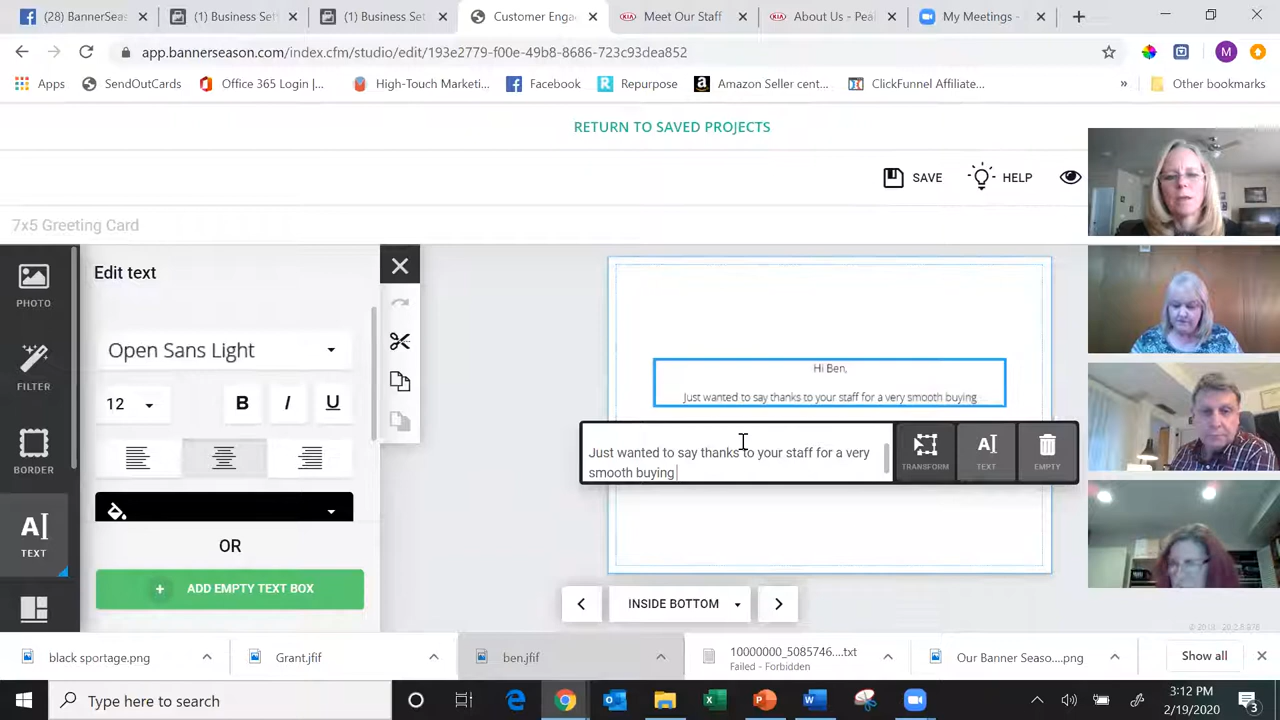 (28) BannerSeas
(1) Business Set
(1) Business Set
Customer Enga
Meet Our Staff
About Us - Peal
My Meetings -
app.bannerseason.com/index.cfm/studio/edit/193e2779-f00e-49b8-8686-723c93dea852
M
Apps
SendOutCards
Office 365 Login |...
High-Touch Marketi...
Facebook
Repurpose
Amazon Seller cent...
ClickFunnel Affiliate...
»
Other bookmarks
RETURN TO SAVED PROJECTS
SAVE
HELP
7x5 Greeting Card
PHOTO
FILTER
BORDER
TEXT
Edit text
Open Sans Light
12
B
I
U
OR
+ ADD EMPTY TEXT BOX
Hi Ben,
Just wanted to say thanks to your staff for a very smooth buying
Just wanted to say thanks to your staff for a very
smooth buying
TRANSFORM
TEXT
EMPTY
INSIDE BOTTOM
black sportage.png
Grant.jfif
ben.jfif
10000000_5085746....txt
Failed - Forbidden
Our Banner Seaso....png
Show all
Type here to search
3:12 PM
2/19/2020
3